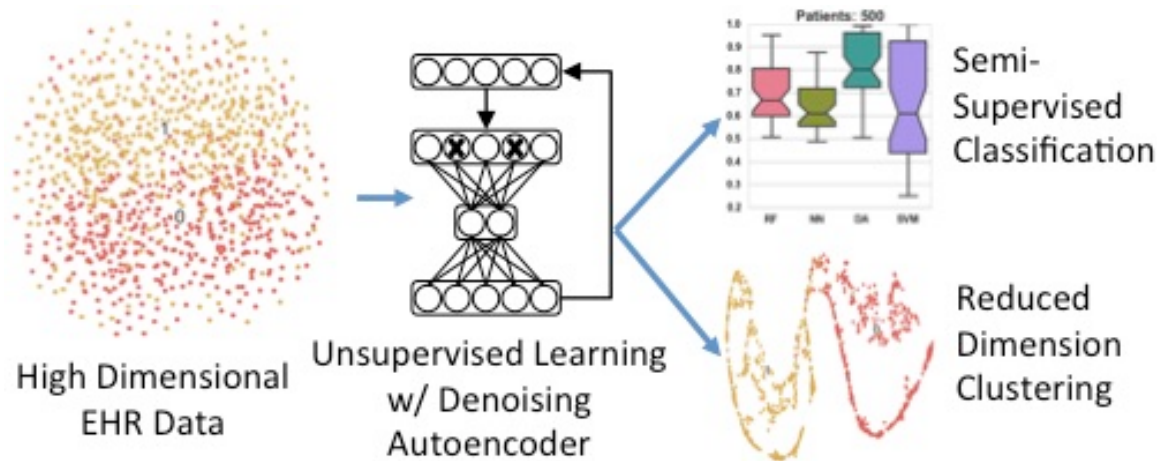 1
0
High Dimensional
EHR Data
X X
Unsupervised Learning
w/ Denoising
Autoencoder
Patients: 500
1.0
0.9
0.8
0.7
0.6
0.5
0.4
0.3
0.2
RF NN DA SVM
Semi-
Supervised
Classification
Reduced
Dimension
Clustering